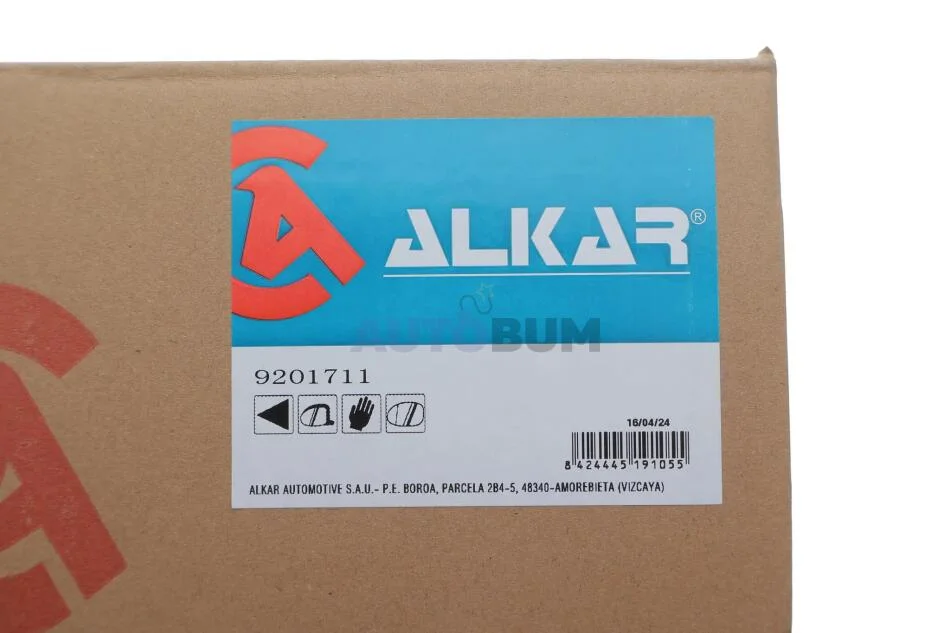 ALKAR®
AUTOBUM
9201711
16/04/24
8 424445 191055
ALKAR AUTOMOTIVE S.A.U.- P.E. BOROA, PARCELA 2B4-5, 48340-AMOREBIETA (VIZCAYA)